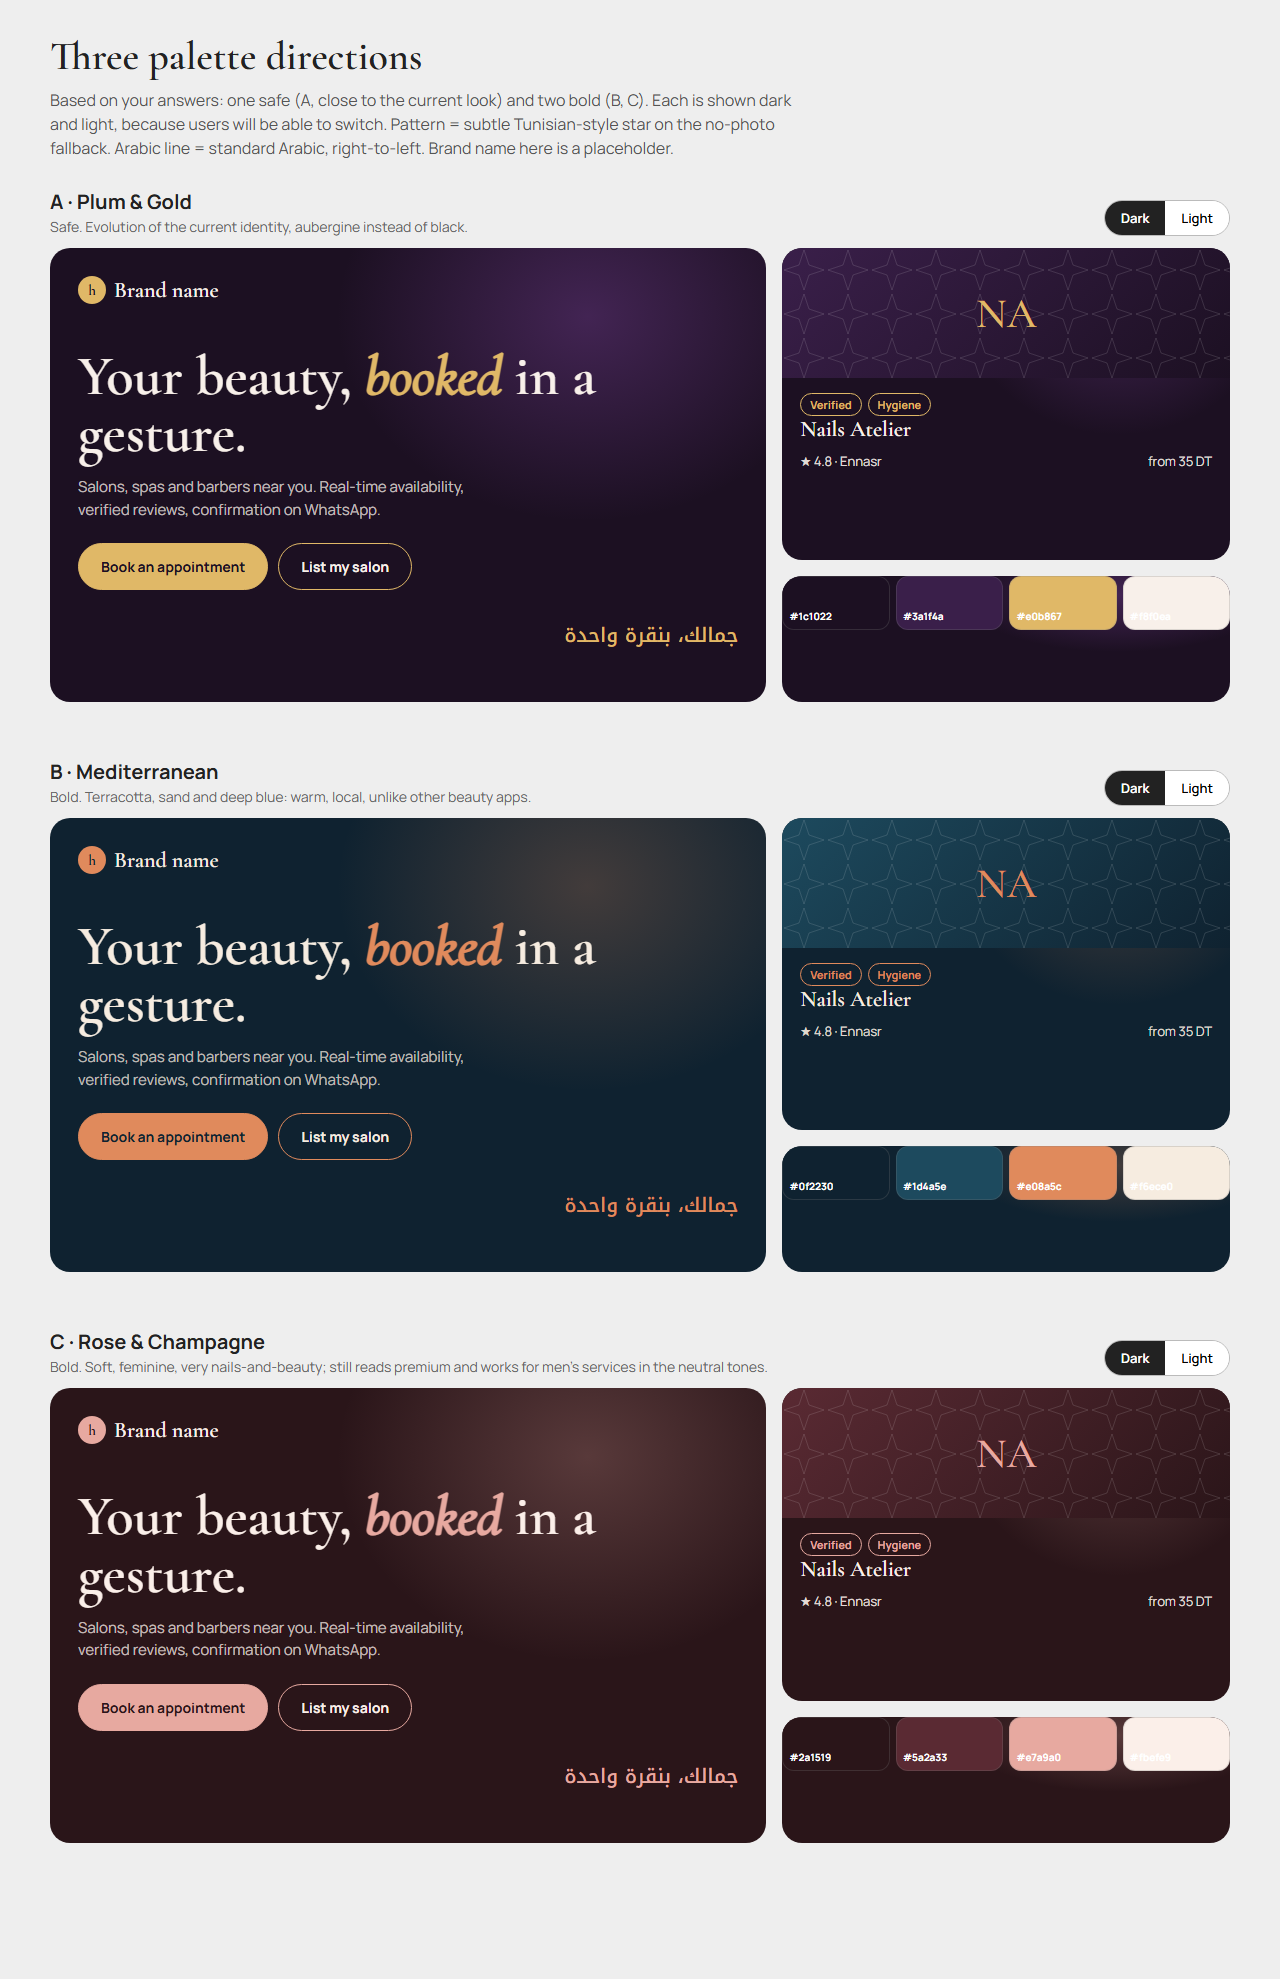 Three palette directions
Based on your answers: one safe (A, close to the current look) and two bold (B, C). Each is shown dark
and light, because users will be able to switch. Pattern = subtle Tunisian-style star on the no-photo
fallback. Arabic line = standard Arabic, right-to-left. Brand name here is a placeholder.
A · Plum & Gold
Safe. Evolution of the current identity, aubergine instead of black.
Dark Light
h Brand name
Your beauty, booked in a
gesture.
Salons, spas and barbers near you. Real-time availability,
verified reviews, confirmation on WhatsApp.
Book an appointment List my salon
جمالك، بنقرة واحدة
NA
Verified Hygiene
Nails Atelier
★ 4.8 · Ennasr from 35 DT
#1c1022 #3a1f4a #e0b867
B · Mediterranean
Bold. Terracotta, sand and deep blue: warm, local, unlike other beauty apps.
Dark Light
h Brand name
Your beauty, booked in a
gesture.
Salons, spas and barbers near you. Real-time availability,
verified reviews, confirmation on WhatsApp.
Book an appointment List my salon
جمالك، بنقرة واحدة
NA
Verified Hygiene
Nails Atelier
★ 4.8 · Ennasr from 35 DT
#0f2230 #1d4a5e #e08a5c #f6ece0
C · Rose & Champagne
Bold. Soft, feminine, very nails-and-beauty; still reads premium and works for men's services in the neutral tones.
Dark Light
h Brand name
Your beauty, booked in a
gesture.
Salons, spas and barbers near you. Real-time availability,
verified reviews, confirmation on WhatsApp.
Book an appointment List my salon
جمالك، بنقرة واحدة
NA
Verified Hygiene
Nails Atelier
★ 4.8 · Ennasr from 35 DT
#2a1519 #5a2a33 #e7a9a0